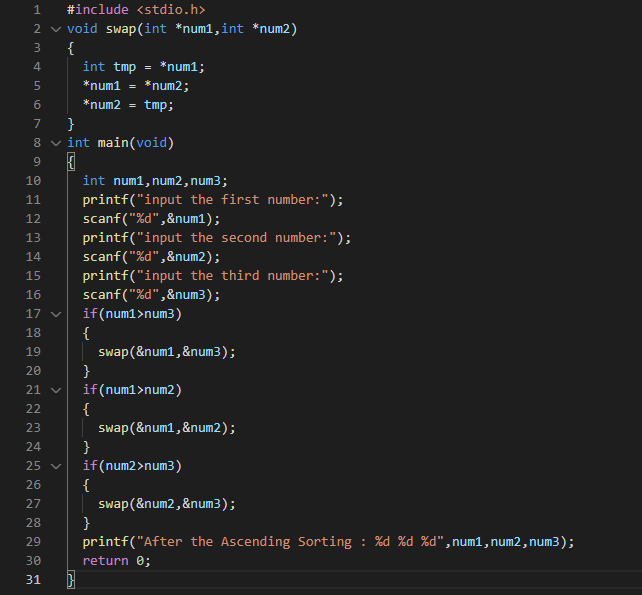 1 #include <stdio.h>
2 void swap(int *num1,int *num2)
3 {
4 int tmp = *num1;
5 *num1 = *num2;
6 *num2 = tmp;
7 }
8 int main(void)
9 {
10 int num1,num2,num3;
11 printf("input the first number:");
12 scanf("%d",&num1);
13 printf("input the second number:");
14 scanf("%d",&num2);
15 printf("input the third number:");
16 scanf("%d",&num3);
17 if(num1>num3)
18 {
19 swap(&num1,&num3);
20 }
21 if(num1>num2)
22 {
23 swap(&num1,&num2);
24 }
25 if(num2>num3)
26 {
27 swap(&num2,&num3);
28 }
29 printf("After the Ascending Sorting : %d %d %d",num1,num2,num3);
30 return 0;
31 }